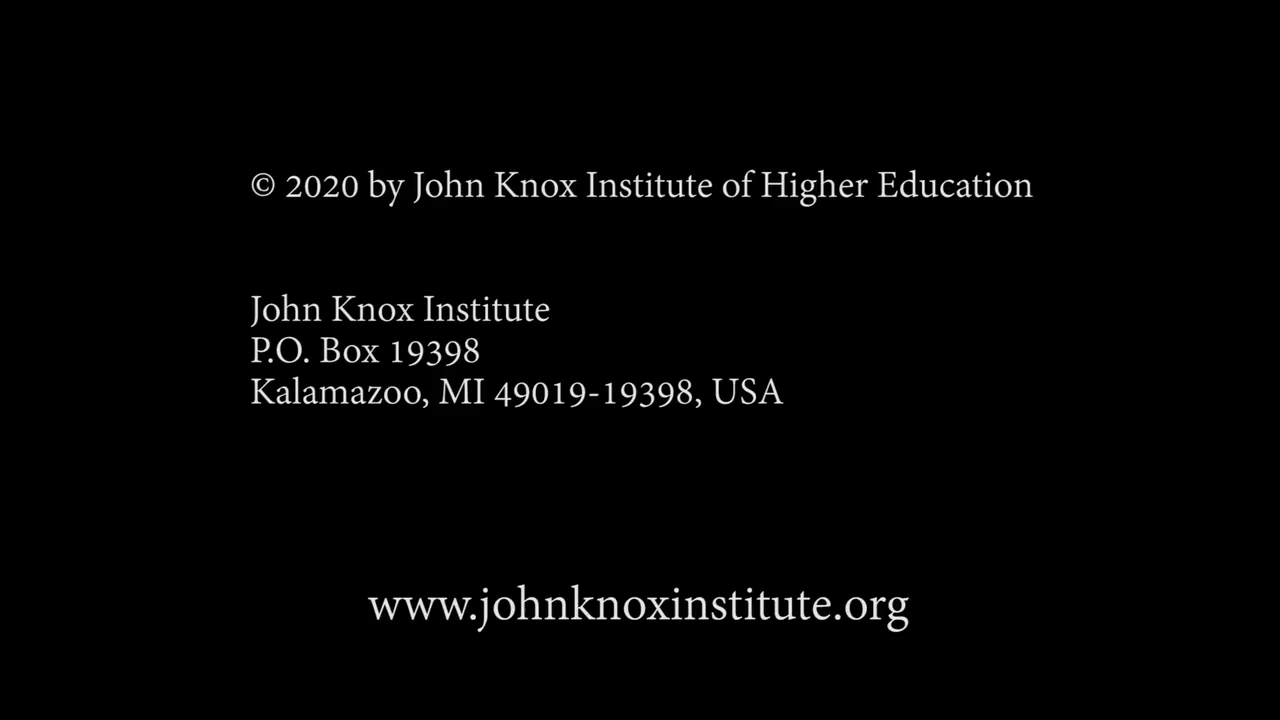 © 2020 by John Knox Institute of Higher Education
John Knox Institute
P.O. Box 19398
Kalamazoo, MI 49019-19398, USA
www.johnknoxinstitute.org